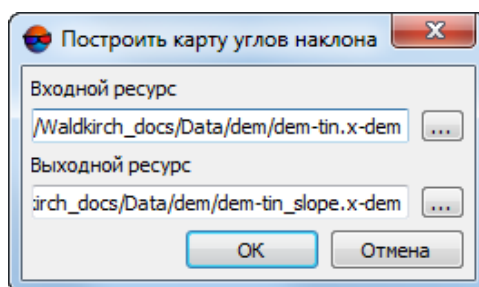 Построить карту углов наклона
Входной ресурс
/Waldkirch_docs/Data/dem/dem-tin.x-dem
...
Выходной ресурс
kirch_docs/Data/dem/dem-tin_slope.x-dem
...
OK
Отмена